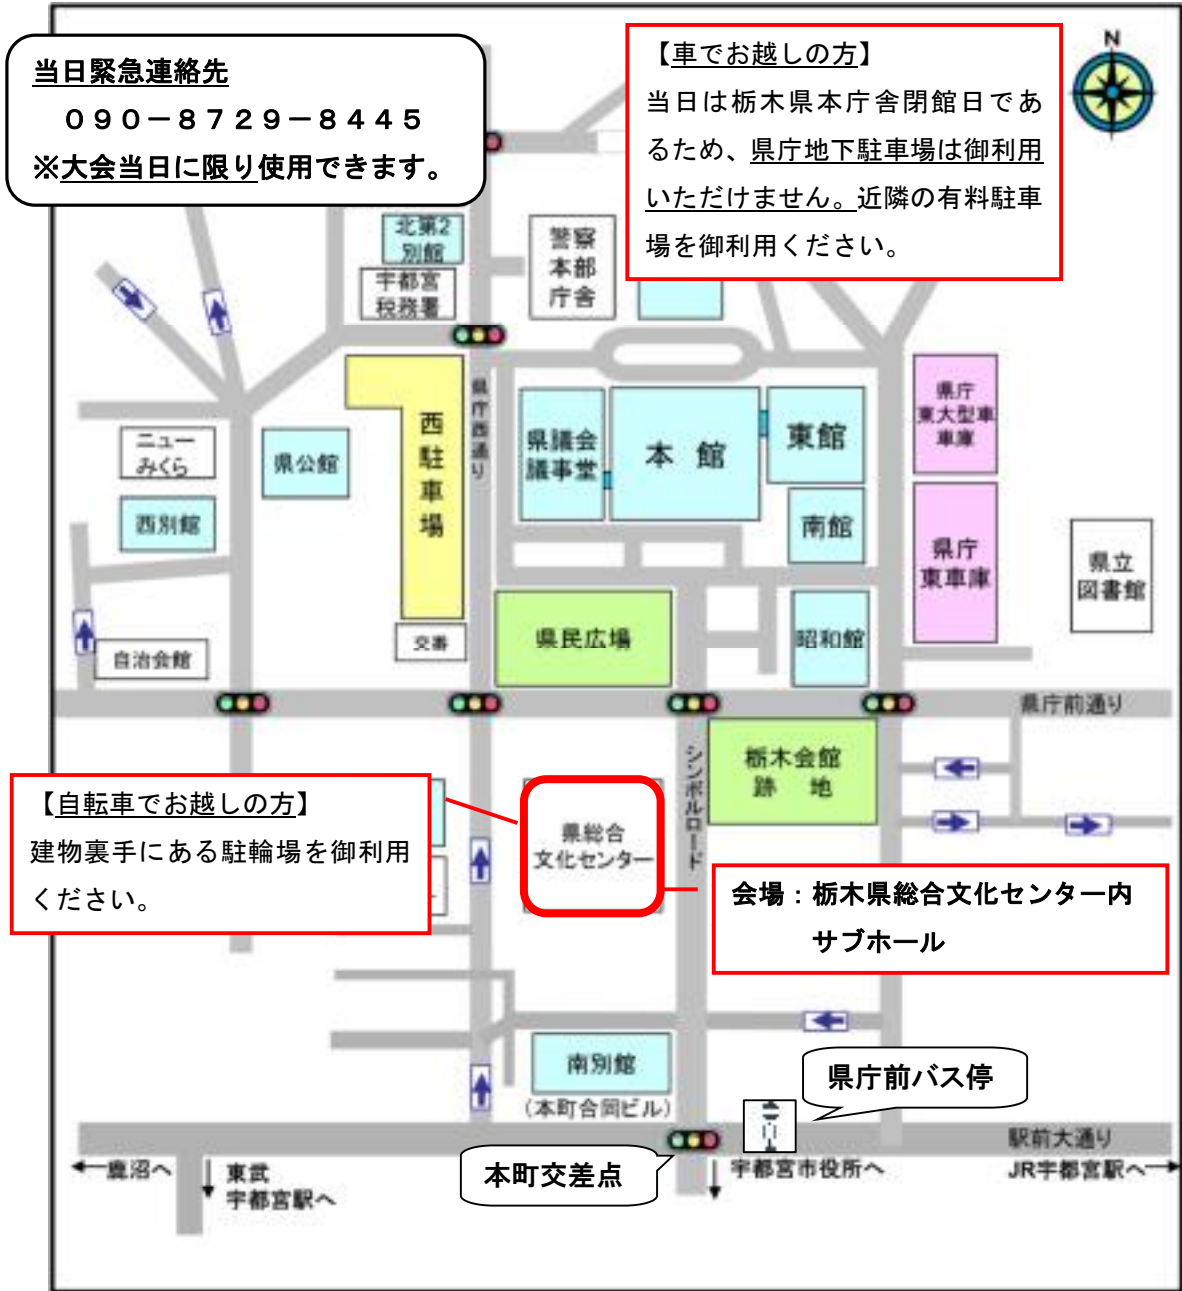 当日緊急連絡先
０９０－８７２９－８４４５
※大会当日に限り使用できます。
【車でお越しの方】
当日は栃木県本庁舎閉館日であ
るため、県庁地下駐車場は御利用
いただけません。近隣の有料駐車
場を御利用ください。
N
北第2
別館
宇都宮
税務署
警察
本部
庁舎
県庁西通り
西駐車場
県議会
議事堂
本館
東館
南館
県庁
東大型車
車庫
県庁
東車庫
県立
図書館
ニュー
みくら
県公館
西別館
自治会館
交番
県民広場
昭和館
県庁前通り
栃木会館
跡 地
シンボルロード
【自転車でお越しの方】
建物裏手にある駐輪場を御利用
ください。
県総合
文化センター
会場：栃木県総合文化センター内
サブホール
南別館
(本町合同ビル)
県庁前バス停
駅前大通り
本町交差点
鹿沼へ
東武
宇都宮駅へ
宇都宮市役所へ
JR宇都宮駅へ